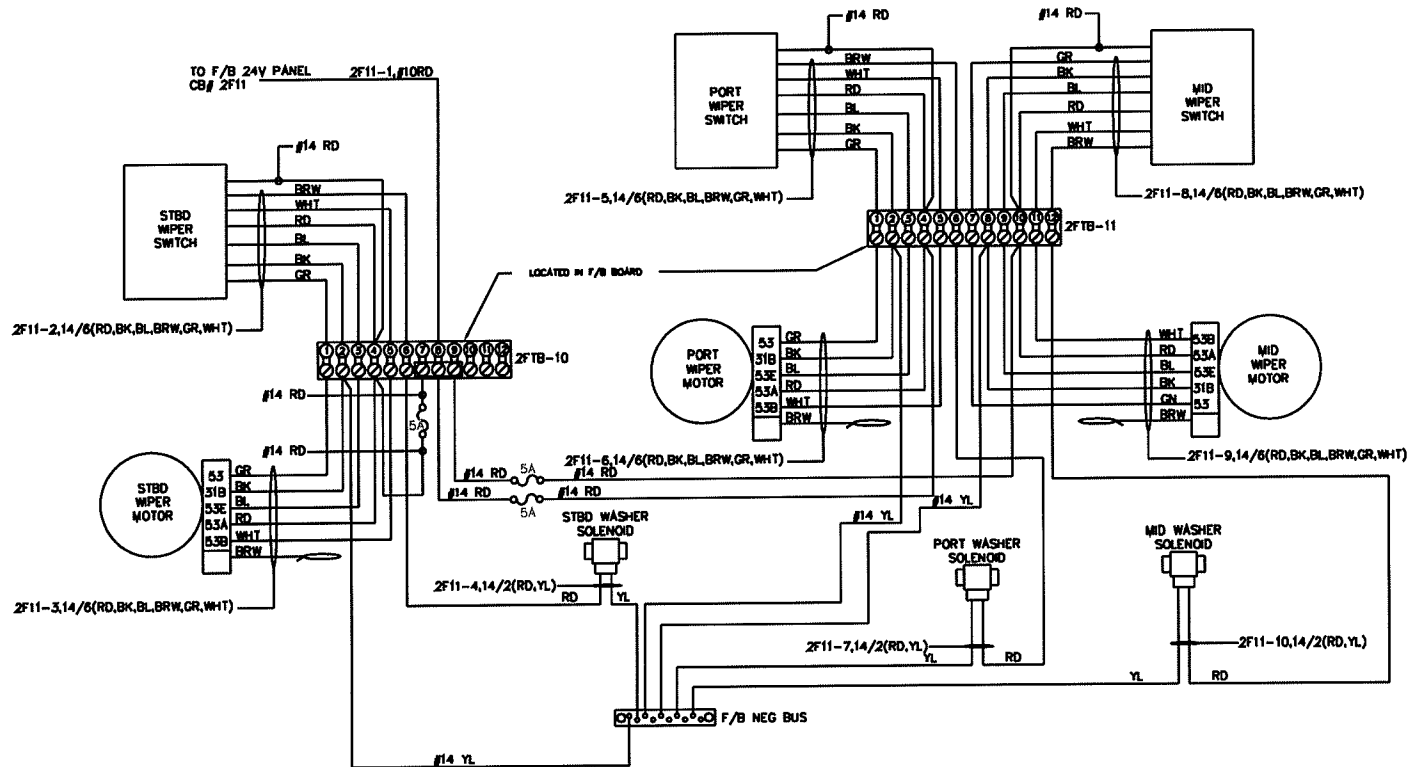 #14 RD
#14 RD
TO F/B 24V PANEL
CB# 2F11
2F11-1,#10RD
PORT
WIPER
SWITCH
BRW
WHT
RD
BL
BK
GR
GR
BK
BL
RD
WHT
BRW
MID
WIPER
SWITCH
#14 RD
STBD
WIPER
SWITCH
BRW
WHT
RD
BL
BK
GR
2F11-5,14/6(RD,BK,BL,BRW,GR,WHT)
2F11-8,14/6(RD,BK,BL,BRW,GR,WHT)
1 2 3 4 5 6 7 8 9 10 11 12
2FTB-11
LOCATED IN F/B BOARD
2F11-2,14/6(RD,BK,BL,BRW,GR,WHT)
1 2 3 4 5 6 7 8 9 10 11 12
2FTB-10
PORT
WIPER
MOTOR
53
31B
53E
53A
53B
GR
BK
BL
RD
WHT
BRW
WHT
RD
BL
BK
GN
BRW
53B
53A
53E
31B
53
MID
WIPER
MOTOR
#14 RD
5A
#14 RD
2F11-6,14/6(RD,BK,BL,BRW,GR,WHT)
2F11-9,14/6(RD,BK,BL,BRW,GR,WHT)
#14 RD
5A
#14 RD
#14 RD
5A
#14 RD
#14 YL
#14 YL
STBD
WIPER
MOTOR
53
31B
53E
53A
53B
GR
BK
BL
RD
WHT
BRW
STBD WASHER
SOLENOID
PORT WASHER
SOLENOID
MID WASHER
SOLENOID
2F11-4,14/2(RD,YL)
RD
YL
2F11-3,14/6(RD,BK,BL,BRW,GR,WHT)
2F11-7,14/2(RD,YL)
YL
RD
2F11-10,14/2(RD,YL)
YL
RD
F/B NEG BUS
#14 YL